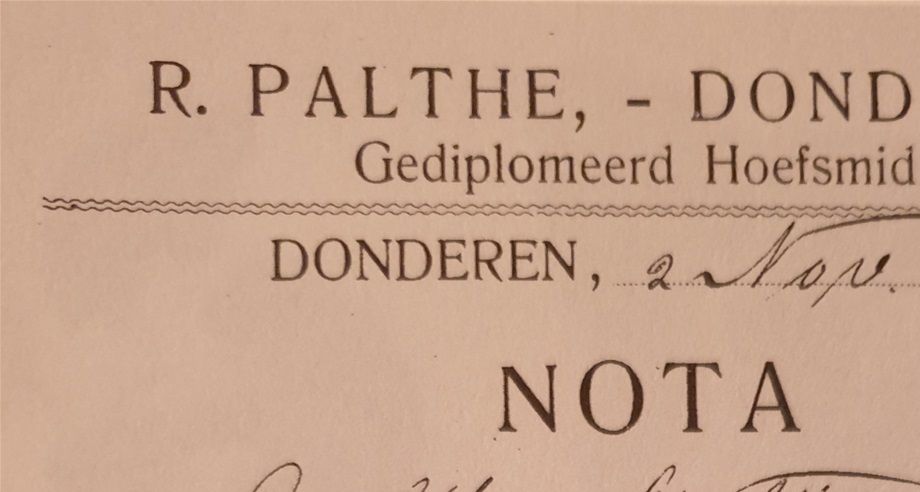 R. PALTHE, - DOND
Gediplomeerd Hoefsmid
DONDEREN, 2 Nov.
NOTA